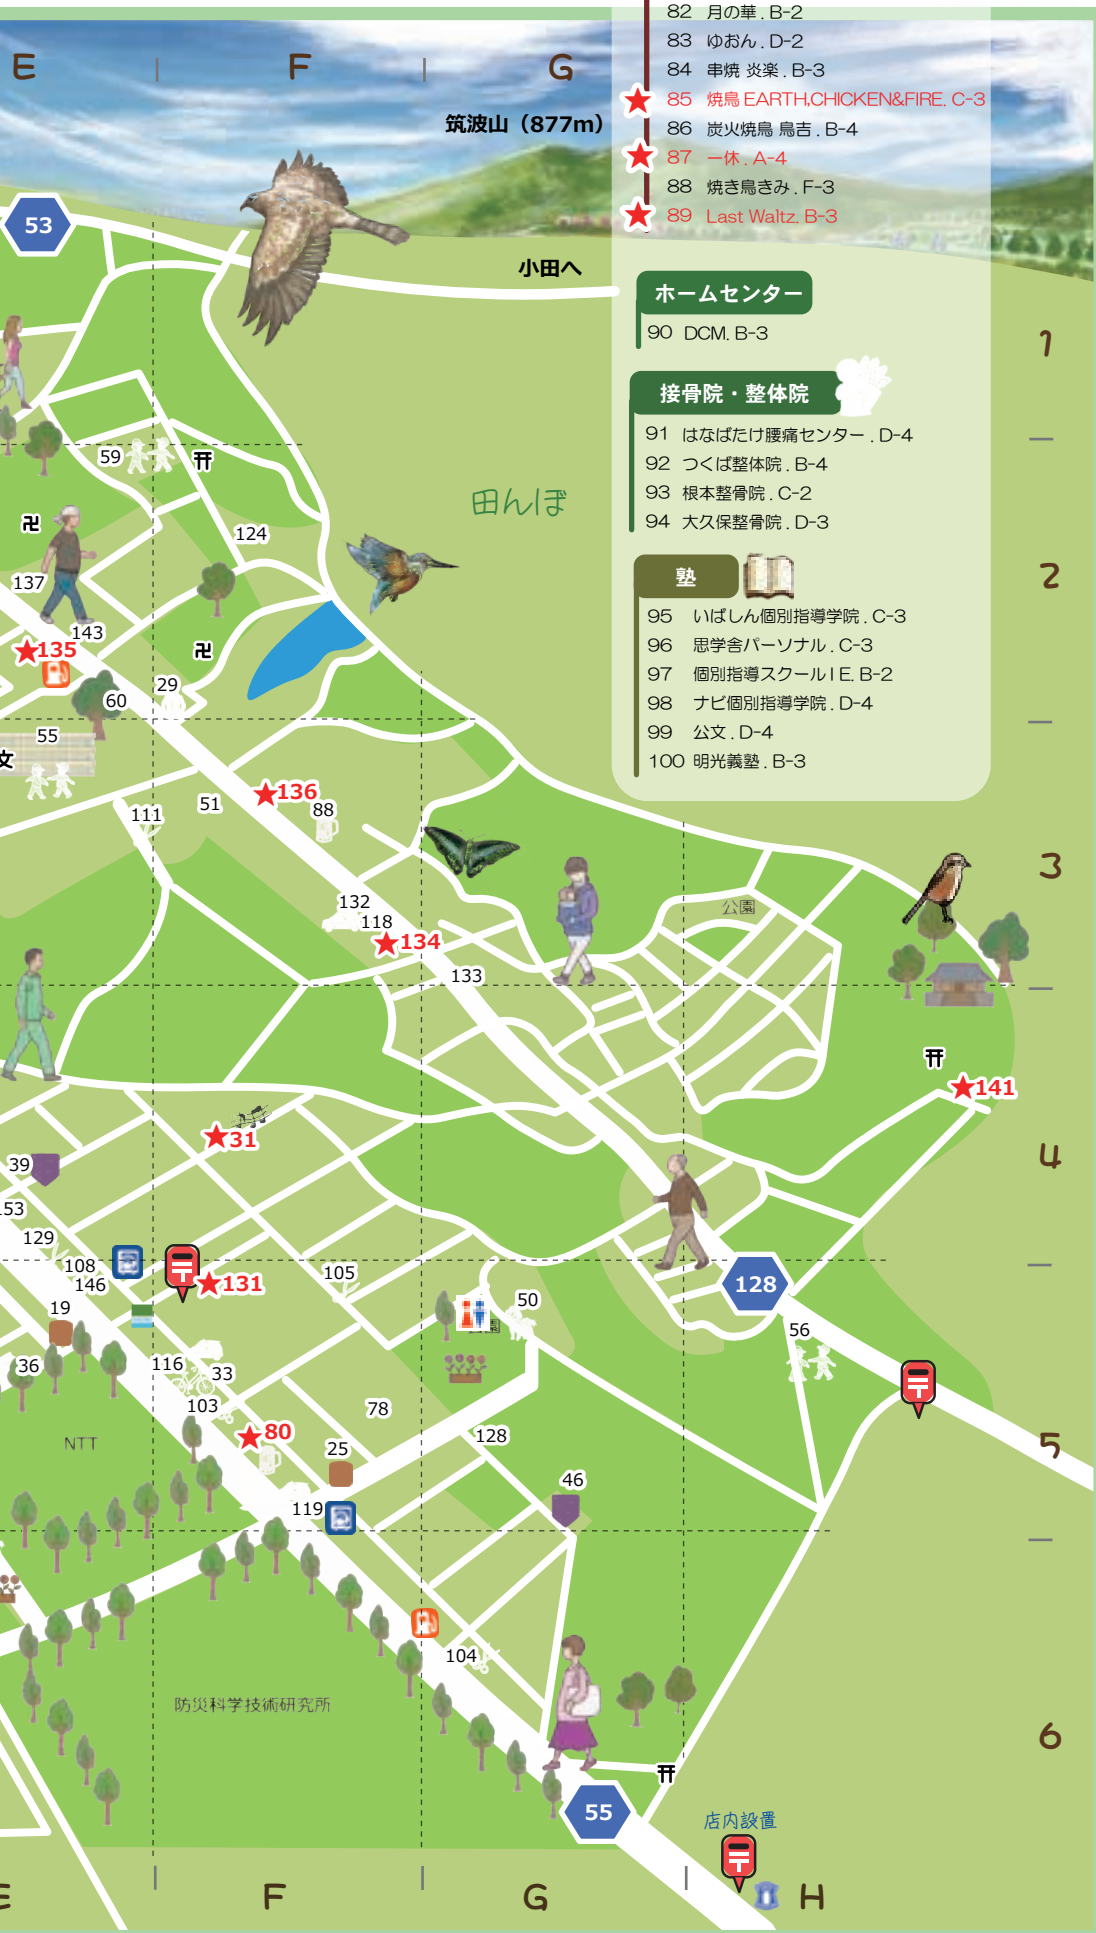 82 月の華 . B-2
83 ゆおん . D-2
84 串焼 炎楽 . B-3
85 焼鳥 EARTH,CHICKEN&FIRE. C-3
86 炭火焼鳥 鳥吉 . B-4
87 一休 . A-4
88 焼き鳥きみ . F-3
89 Last Waltz. B-3
ホームセンター
90 DCM. B-3
接骨院・整体院
91 はなばたけ腰痛センター . D-4
92 つくば整体院 . B-4
93 根本整骨院 . C-2
94 大久保整骨院 . D-3
塾
95 いばしん個別指導学院 . C-3
96 思学舎パーソナル . C-3
97 個別指導スクールIE. B-2
98 ナビ個別指導学院 . D-4
99 公文 . D-4
100 明光義塾 . B-3
E
F
G
筑波山（877m）
53
小田へ
1
59
田んぼ
124
137
2
143
135
29
60
55
文
136
51
88
111
3
132
公園
118
134
133
141
31
4
39
153
129
108
146
131
105
128
19
50
園
56
116
36
33
103
78
80
NTT
128
25
5
46
119
104
防災科学技術研究所
6
55
店内設置
E
F
G
H